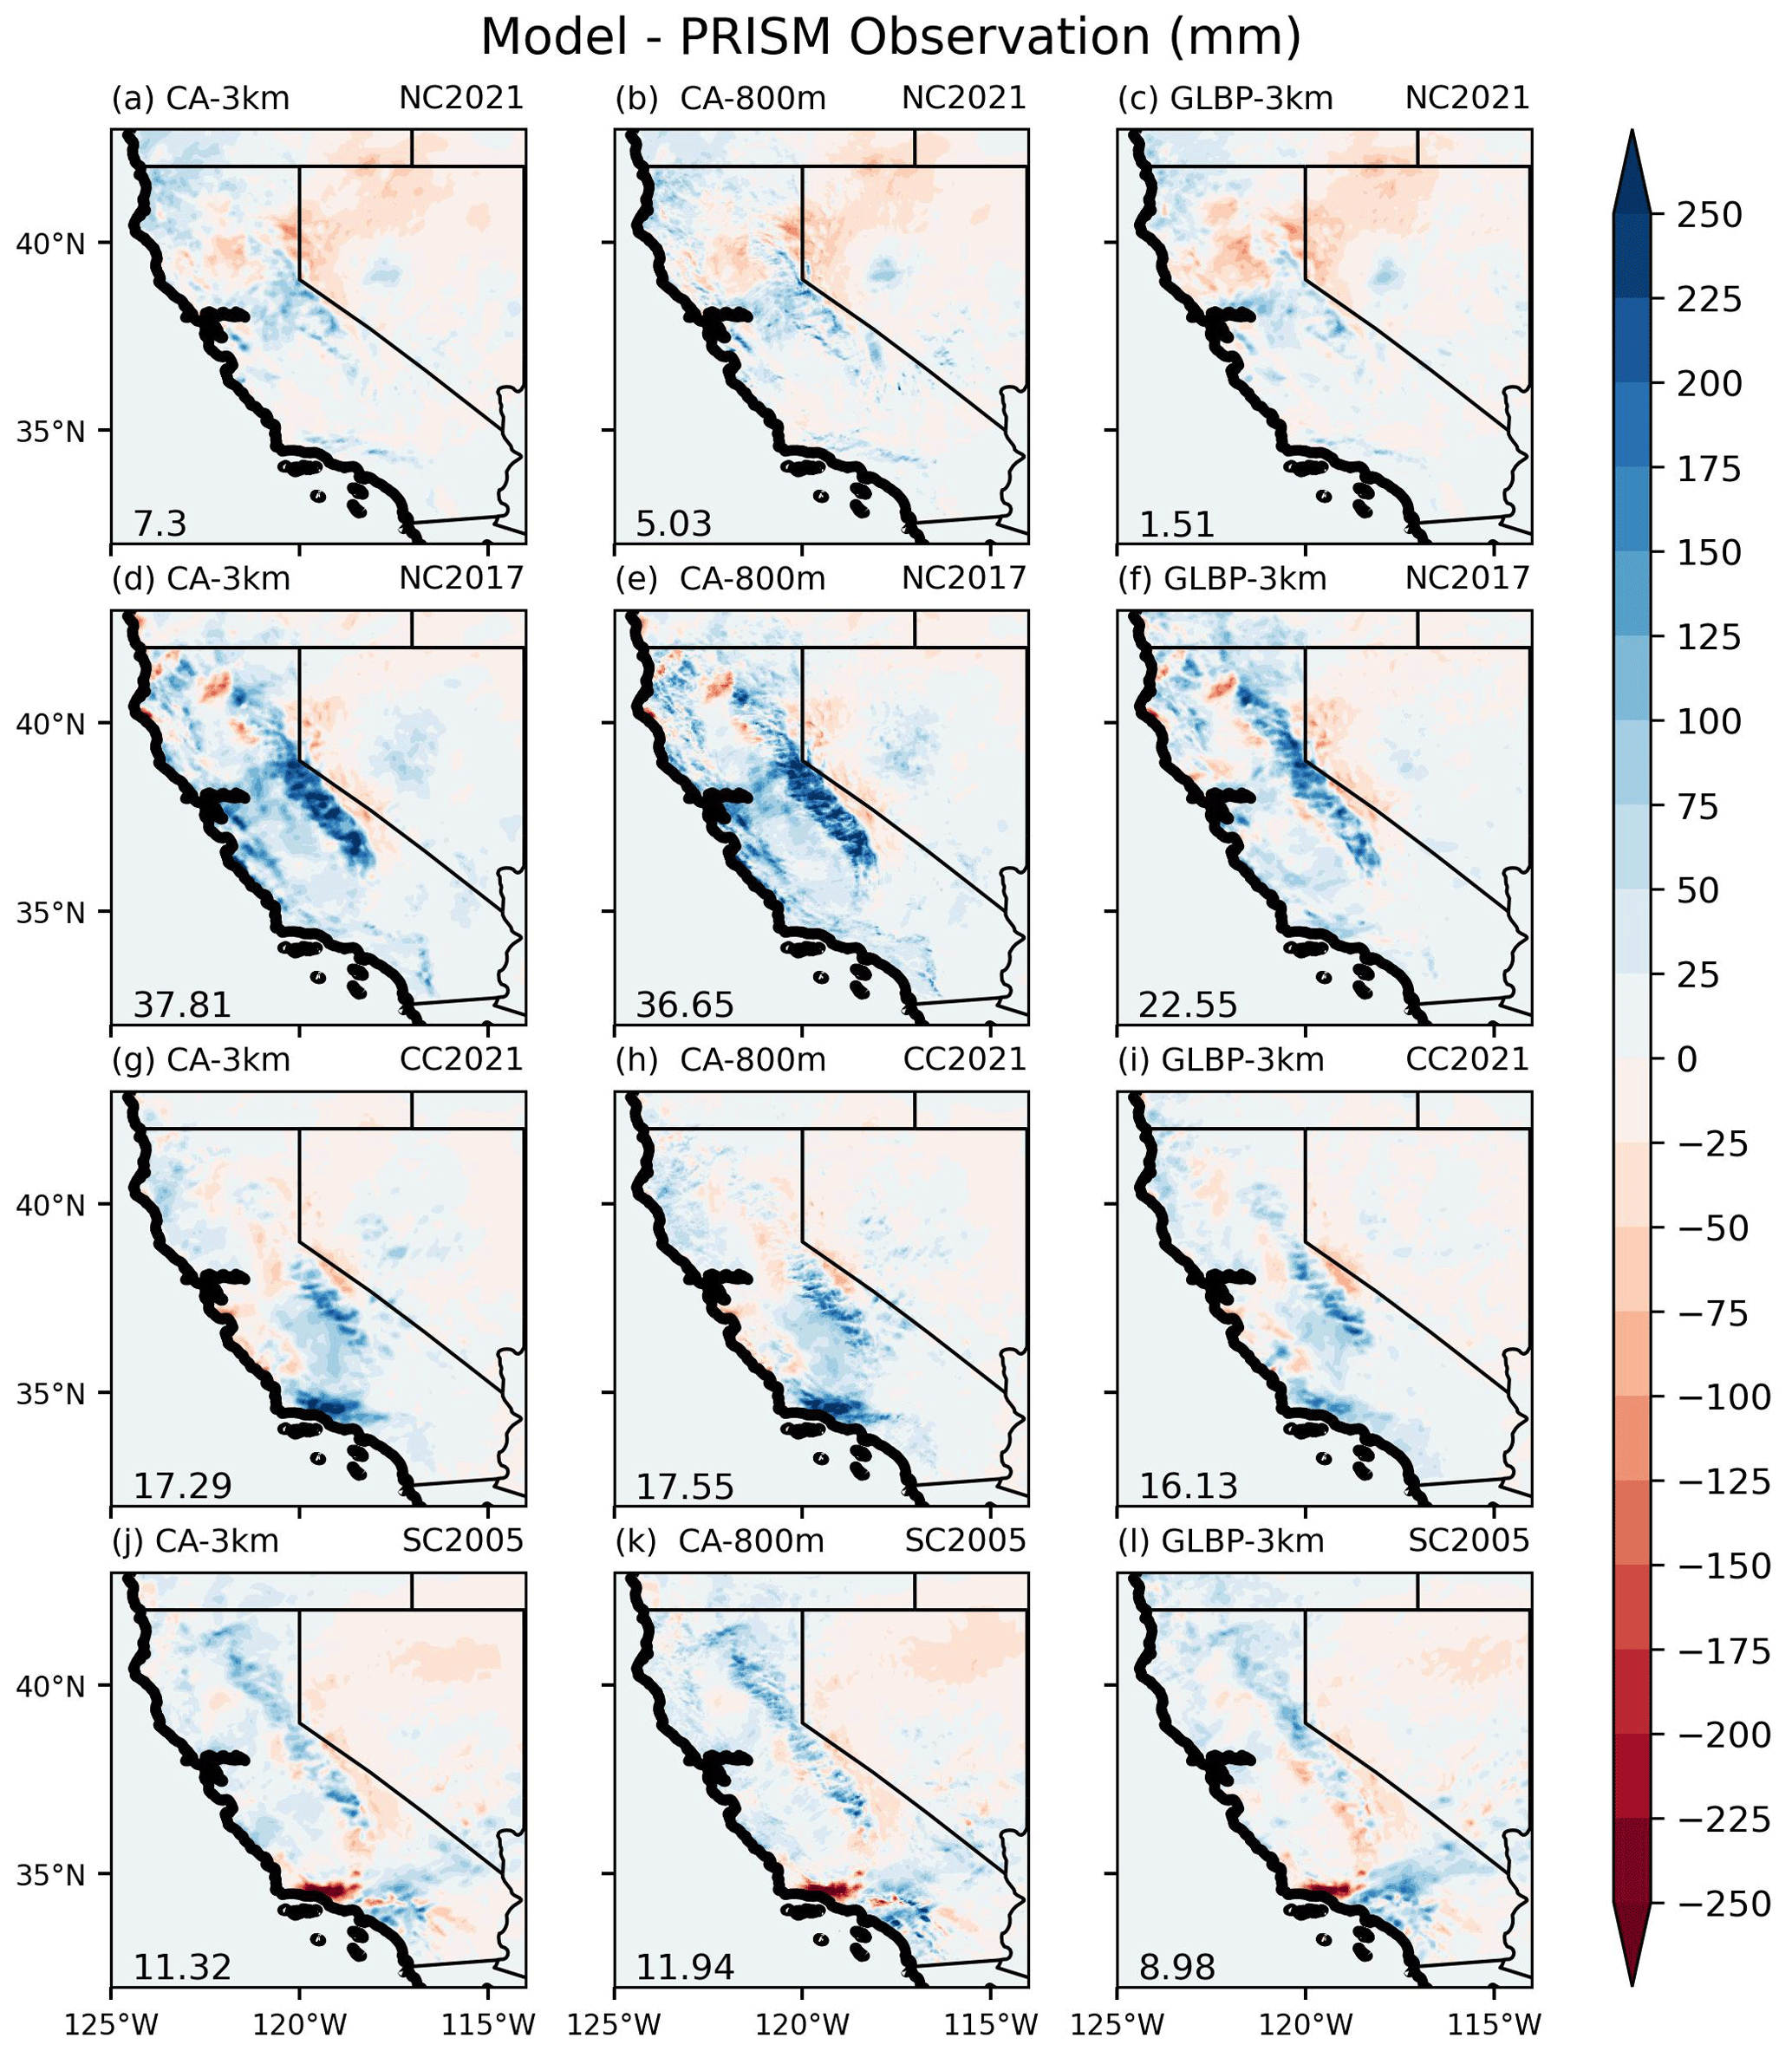 Model - PRISM Observation (mm)
(a) CA-3km NC2021
(b) CA-800m NC2021
(c) GLBP-3km NC2021
40°N
35°N
7.3
5.03
1.51
(d) CA-3km NC2017
(e) CA-800m NC2017
(f) GLBP-3km NC2017
40°N
35°N
37.81
36.65
22.55
(g) CA-3km CC2021
(h) CA-800m CC2021
(i) GLBP-3km CC2021
40°N
35°N
17.29
17.55
16.13
(j) CA-3km SC2005
(k) CA-800m SC2005
(l) GLBP-3km SC2005
40°N
35°N
11.32
11.94
8.98
125°W 120°W 115°W
125°W 120°W 115°W
125°W 120°W 115°W
250
225
200
175
150
125
100
75
50
25
0
−25
−50
−75
−100
−125
−150
−175
−200
−225
−250